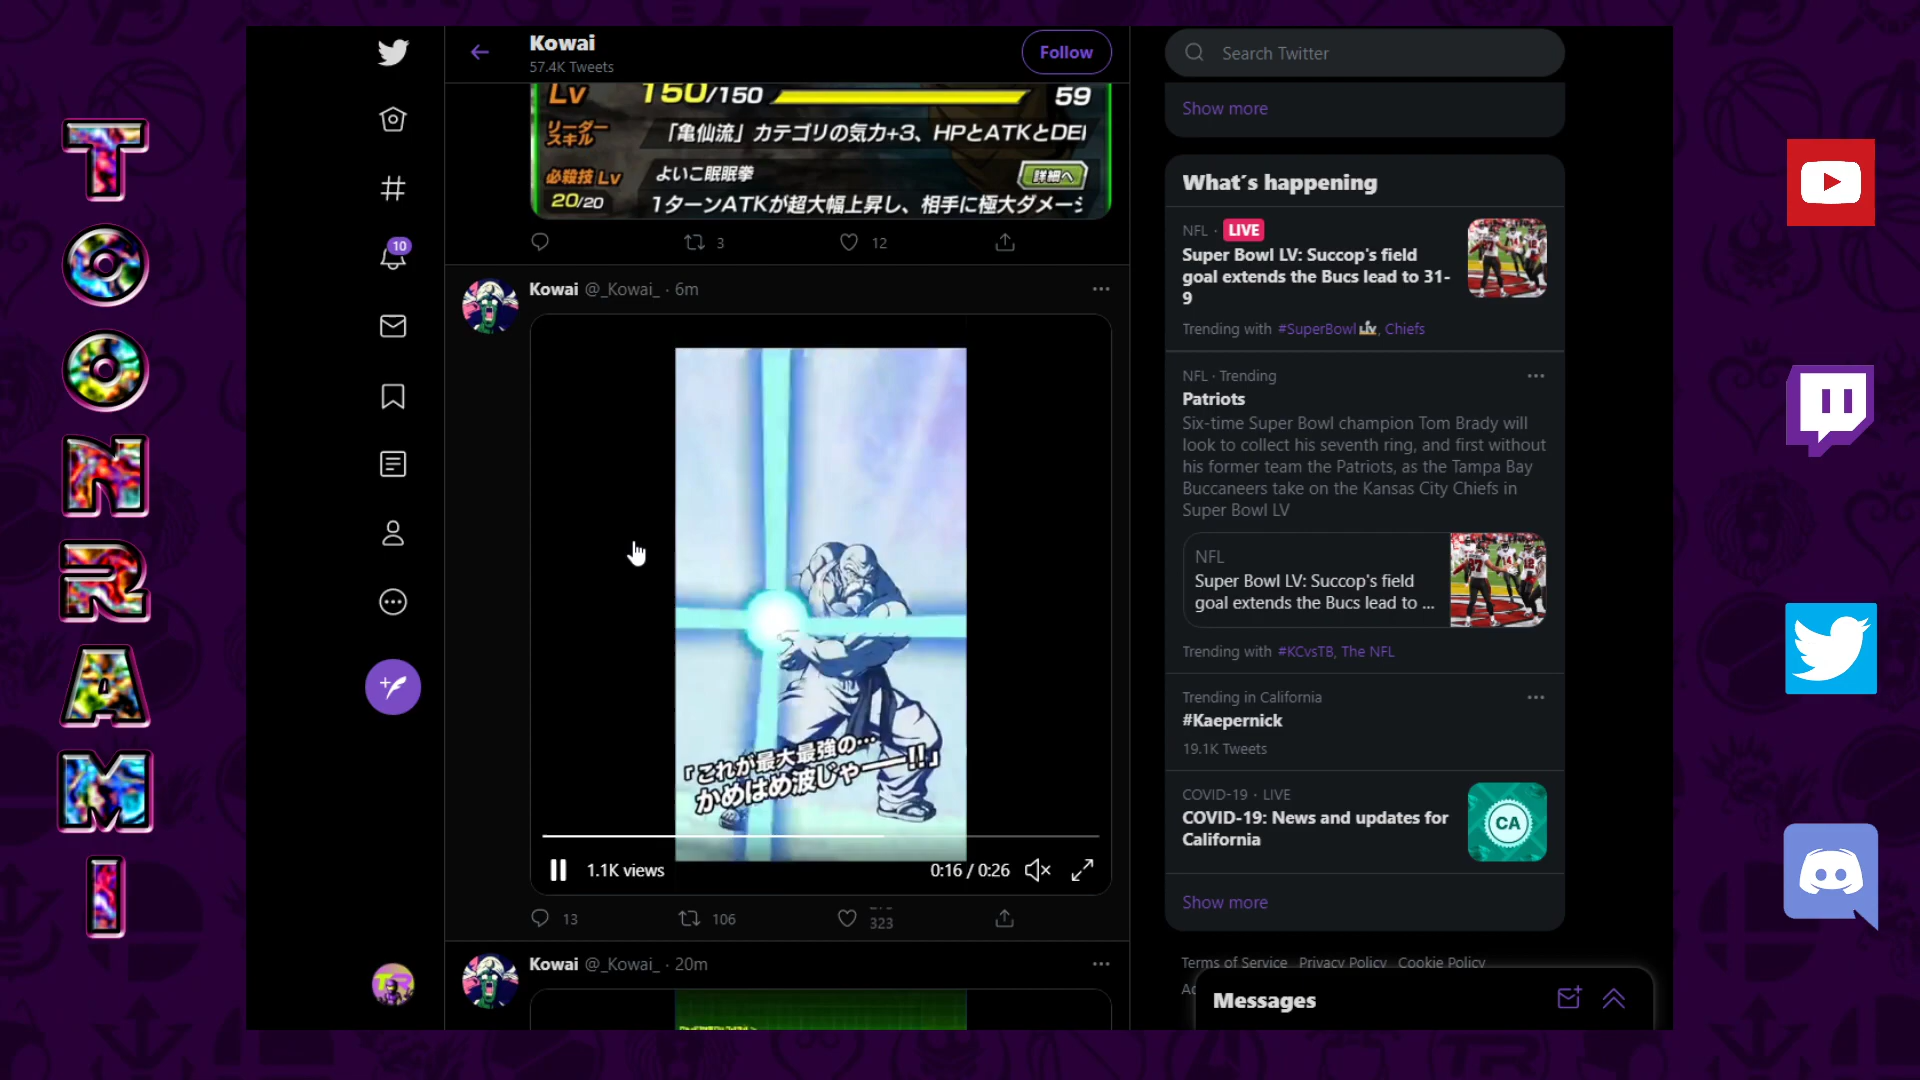 TOONRAMI
10
Kowai
57.4K Tweets
Follow
Lv 150/150 59
リーダースキル 「亀仙流」カテゴリの気力+3、HPとATKとDEF
必殺技 Lv よいこ眠眠拳 詳細へ
20/20 1ターンATKが超大幅上昇し、相手に極大ダメージ
3 12
Kowai @_Kowai_ · 6m
「これが最大最強の…
かめはめ波じゃ——!!」
1.1K views 0:16 / 0:26
13 106 323
Kowai @_Kowai_ · 20m
Search Twitter
Show more
What's happening
NFL · LIVE
Super Bowl LV: Succop's field
goal extends the Bucs lead to 31-
9
Trending with #SuperBowl, Chiefs
NFL · Trending
Patriots
Six-time Super Bowl champion Tom Brady will
look to collect his seventh ring, and first without
his former team the Patriots, as the Tampa Bay
Buccaneers take on the Kansas City Chiefs in
Super Bowl LV
NFL
Super Bowl LV: Succop's field
goal extends the Bucs lead to ...
Trending with #KCvsTB, The NFL
Trending in California
#Kaepernick
19.1K Tweets
COVID-19 · LIVE
COVID-19: News and updates for
California
CA
Show more
Terms of Service Privacy Policy Cookie Policy
Messages